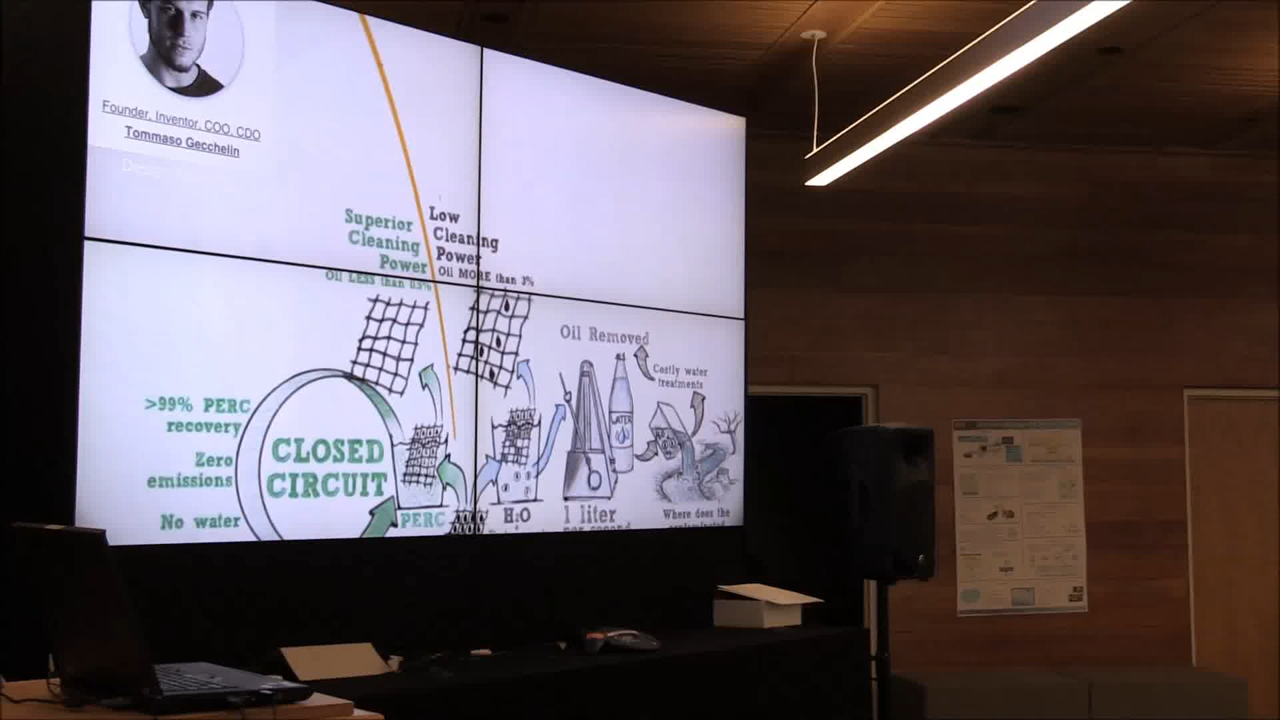 Founder, Inventor, COO, CDO
Tommaso Gecchelin
Superior
Cleaning
Power
Oil LESS than 0.5%
Low
Cleaning
Power
Oil MORE than 3%
Oil Removed
Costly water
treatments
WATER
>99% PERC
recovery
Zero
emissions
No water
CLOSED
CIRCUIT
PERC
H2O
1 liter
per second
Where does the
contaminated